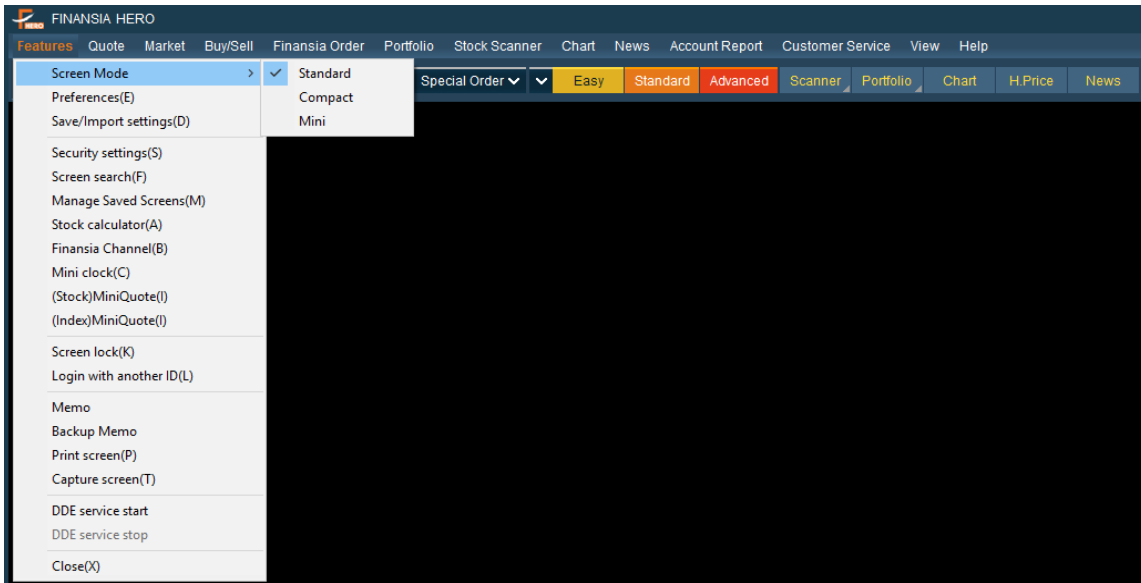 HERO
FINANSIA HERO
Features Quote Market Buy/Sell Finansia Order Portfolio Stock Scanner Chart News Account Report Customer Service View Help
Special Order Easy Standard Advanced Scanner Portfolio Chart H.Price News
Screen Mode >
Preferences(E)
Save/Import settings(D)
Security settings(S)
Screen search(F)
Manage Saved Screens(M)
Stock calculator(A)
Finansia Channel(B)
Mini clock(C)
(Stock)MiniQuote(I)
(Index)MiniQuote(I)
Screen lock(K)
Login with another ID(L)
Memo
Backup Memo
Print screen(P)
Capture screen(T)
DDE service start
DDE service stop
Close(X)
✓ Standard
Compact
Mini